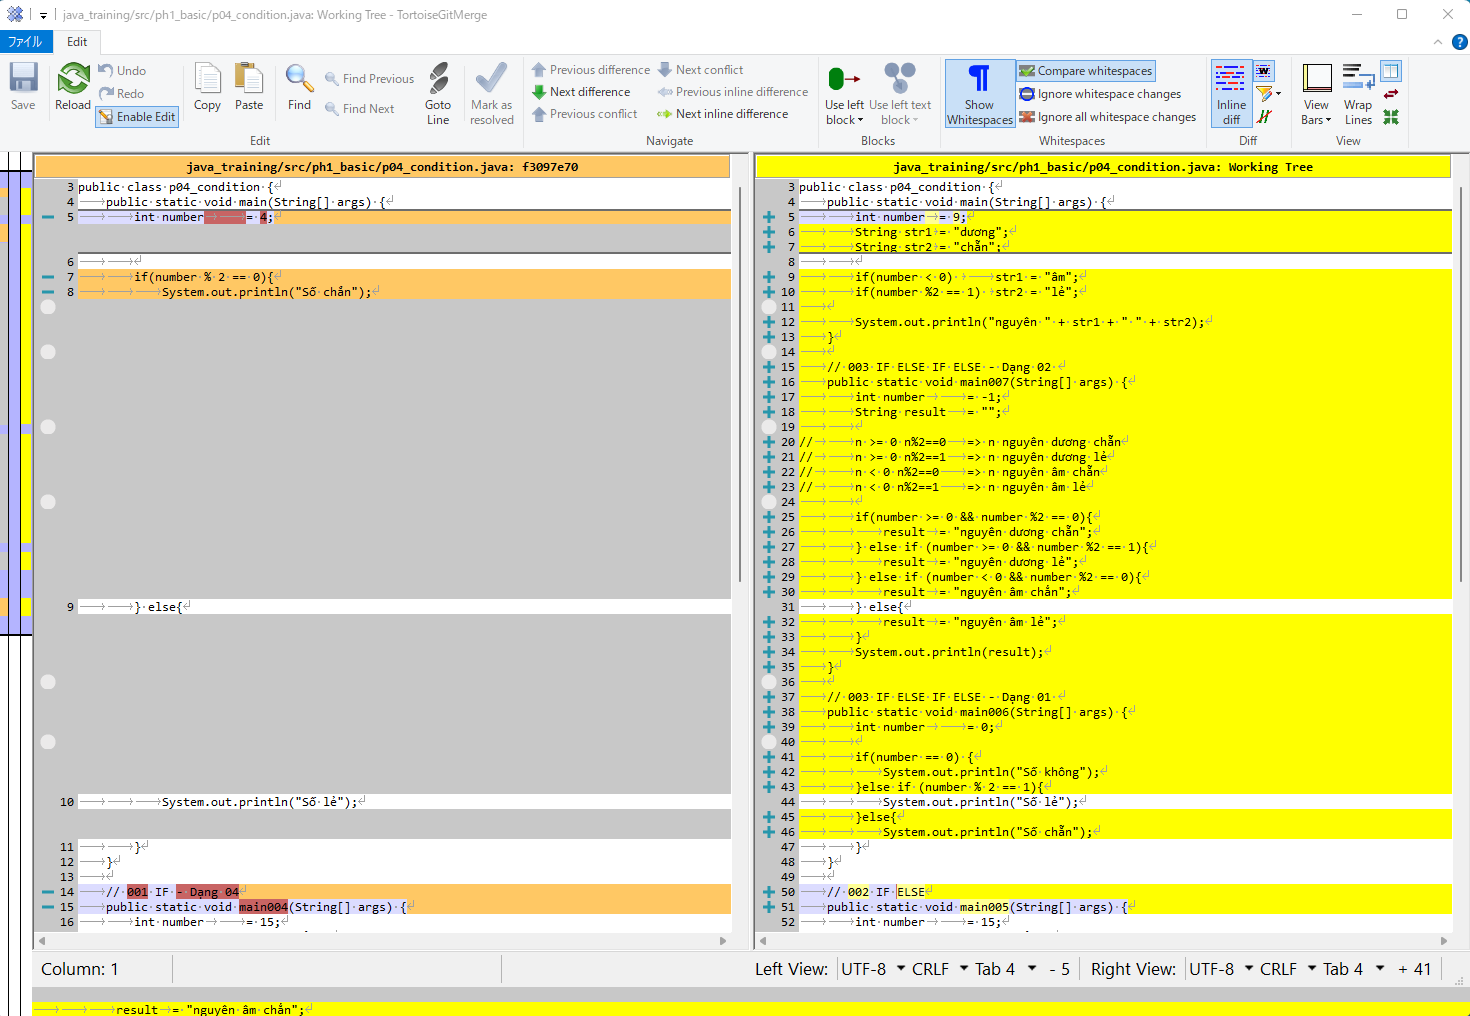 java_training/src/ph1_basic/p04_condition.java: Working Tree - TortoiseGitMerge
ファイル Edit
Save Reload Undo Redo Enable Edit Copy Paste Find Find Previous Find Next Goto Line Mark as resolved
Previous difference Next conflict
Next difference Previous inline difference
Previous conflict Next inline difference
Use left block Use left text block
Show Whitespaces Compare whitespaces
Ignore whitespace changes
Ignore all whitespace changes
Inline diff View Bars Wrap Lines
Edit Navigate Blocks Whitespaces Diff View
java_training/src/ph1_basic/p04_condition.java: f3097e70
3 public class p04_condition {
4 public static void main(String[] args) {
5 int number = 4;
6
7 if(number % 2 == 0){
8 System.out.println("Số chẵn");
9 } else{
10 System.out.println("Số lẻ");
11 }
12 }
13
14 // 001 IF - Dạng 04
15 public static void main004(String[] args) {
16 int number = 15;
java_training/src/ph1_basic/p04_condition.java: Working Tree
3 public class p04_condition {
4 public static void main(String[] args) {
5 int number = 9;
6 String str1 = "dương";
7 String str2 = "chẵn";
8
9 if(number < 0) str1 = "âm";
10 if(number %2 == 1) str2 = "lẻ";
11
12 System.out.println("nguyên " + str1 + " " + str2);
13 }
14
15 // 003 IF ELSE IF ELSE - Dạng 02
16 public static void main007(String[] args) {
17 int number = -1;
18 String result = "";
19
20 // n >= 0 n%2==0 => n nguyên dương chẵn
21 // n >= 0 n%2==1 => n nguyên dương lẻ
22 // n < 0 n%2==0 => n nguyên âm chẵn
23 // n < 0 n%2==1 => n nguyên âm lẻ
24
25 if(number >= 0 && number %2 == 0){
26 result = "nguyên dương chẵn";
27 } else if (number >= 0 && number %2 == 1){
28 result = "nguyên dương lẻ";
29 } else if (number < 0 && number %2 == 0){
30 result = "nguyên âm chẵn";
31 } else{
32 result = "nguyên âm lẻ";
33 }
34 System.out.println(result);
35 }
36
37 // 003 IF ELSE IF ELSE - Dạng 01
38 public static void main006(String[] args) {
39 int number = 0;
40
41 if(number == 0) {
42 System.out.println("Số không");
43 }else if (number % 2 == 1){
44 System.out.println("Số lẻ");
45 }else{
46 System.out.println("Số chẵn");
47 }
48 }
49
50 // 002 IF ELSE
51 public static void main005(String[] args) {
52 int number = 15;
Column: 1
Left View: UTF-8 CRLF Tab 4 - 5 Right View: UTF-8 CRLF Tab 4 + 41
result = "nguyên âm chẵn";